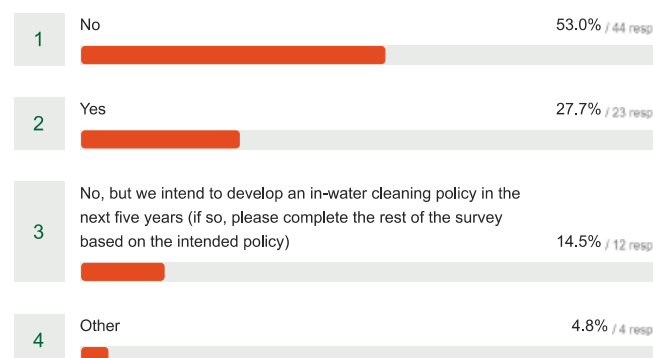 1
No
53.0% / 44 resp
2
Yes
27.7% / 23 resp
3
No, but we intend to develop an in-water cleaning policy in the
next five years (if so, please complete the rest of the survey
based on the intended policy)
14.5% / 12 resp
4
Other
4.8% / 4 resp